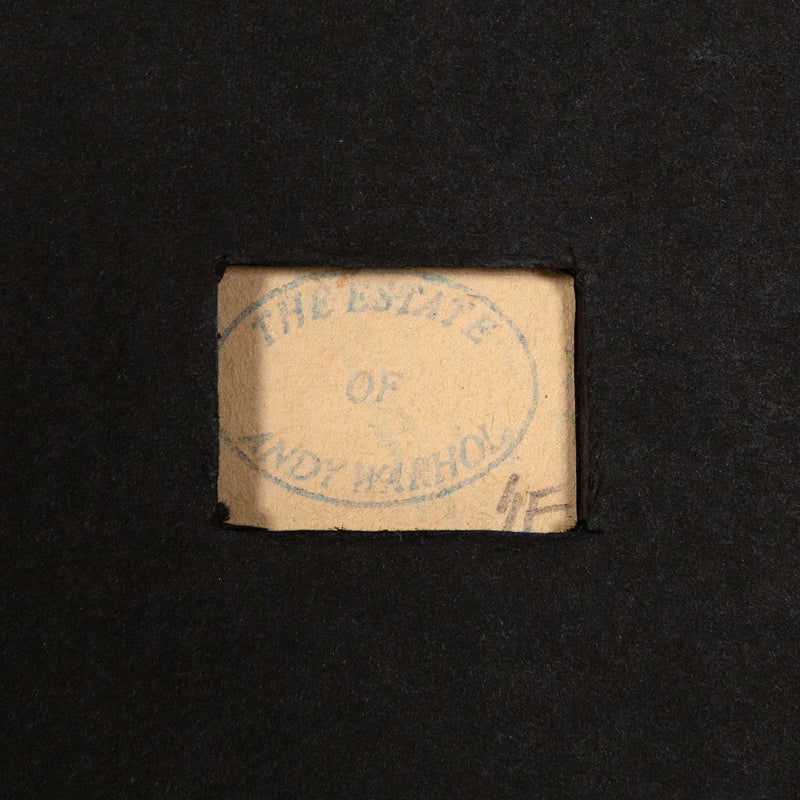 THE ESTATE
OF
ANDY WARHOL